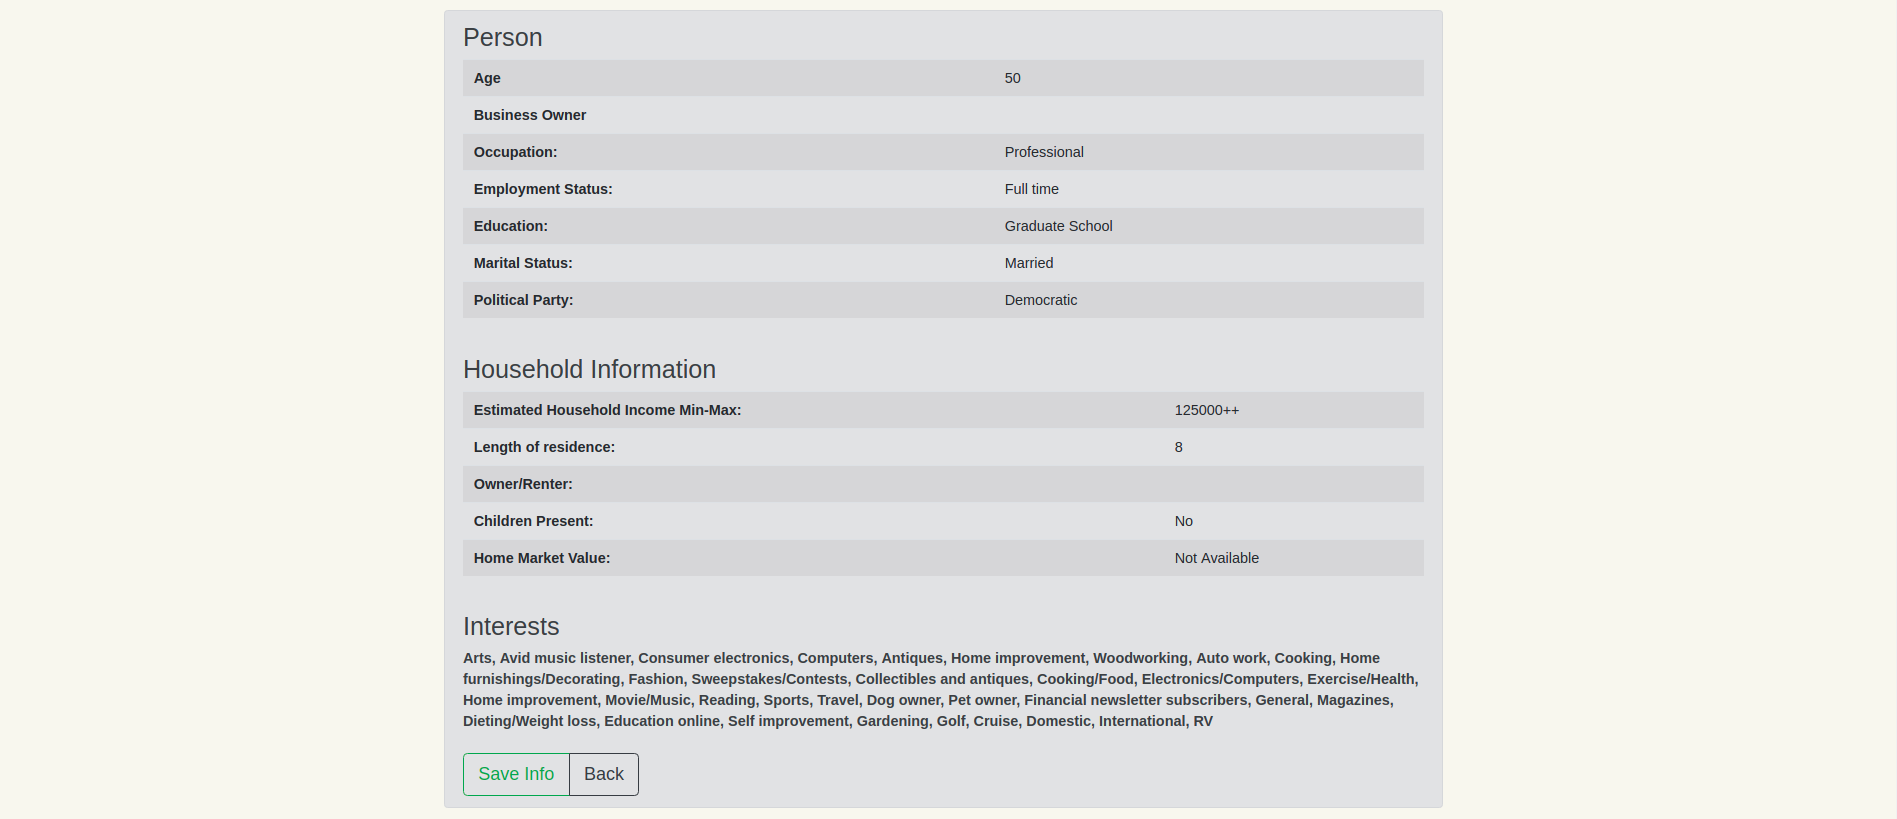 Person
Age 50
Business Owner
Occupation: Professional
Employment Status: Full time
Education: Graduate School
Marital Status: Married
Political Party: Democratic
Household Information
Estimated Household Income Min-Max: 125000++
Length of residence: 8
Owner/Renter:
Children Present: No
Home Market Value: Not Available
Interests
Arts, Avid music listener, Consumer electronics, Computers, Antiques, Home improvement, Woodworking, Auto work, Cooking, Home
furnishings/Decorating, Fashion, Sweepstakes/Contests, Collectibles and antiques, Cooking/Food, Electronics/Computers, Exercise/Health,
Home improvement, Movie/Music, Reading, Sports, Travel, Dog owner, Pet owner, Financial newsletter subscribers, General, Magazines,
Dieting/Weight loss, Education online, Self improvement, Gardening, Golf, Cruise, Domestic, International, RV
Save Info Back